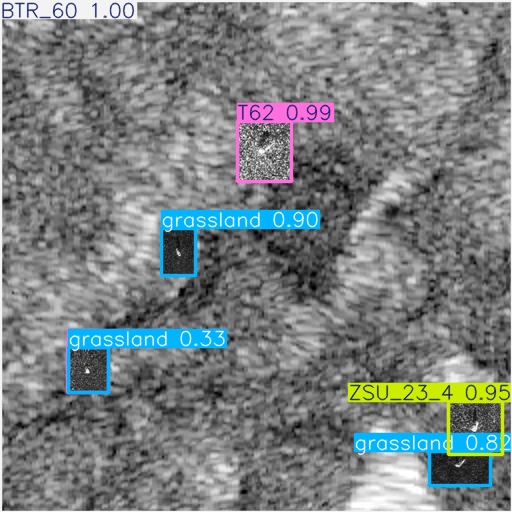 BTR_60 1.00
T62 0.99
grassland 0.90
grassland 0.33
ZSU_23_4 0.95
grassland 0.82